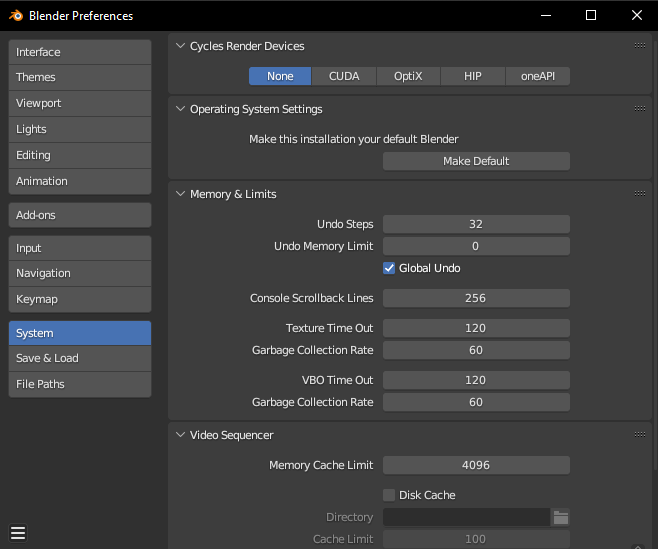 Blender Preferences
Interface
Themes
Viewport
Lights
Editing
Animation
Add-ons
Input
Navigation
Keymap
System
Save & Load
File Paths
Cycles Render Devices
None CUDA OptiX HIP oneAPI
Operating System Settings
Make this installation your default Blender
Make Default
Memory & Limits
Undo Steps 32
Undo Memory Limit 0
Global Undo
Console Scrollback Lines 256
Texture Time Out 120
Garbage Collection Rate 60
VBO Time Out 120
Garbage Collection Rate 60
Video Sequencer
Memory Cache Limit 4096
Disk Cache
Directory
Cache Limit 100